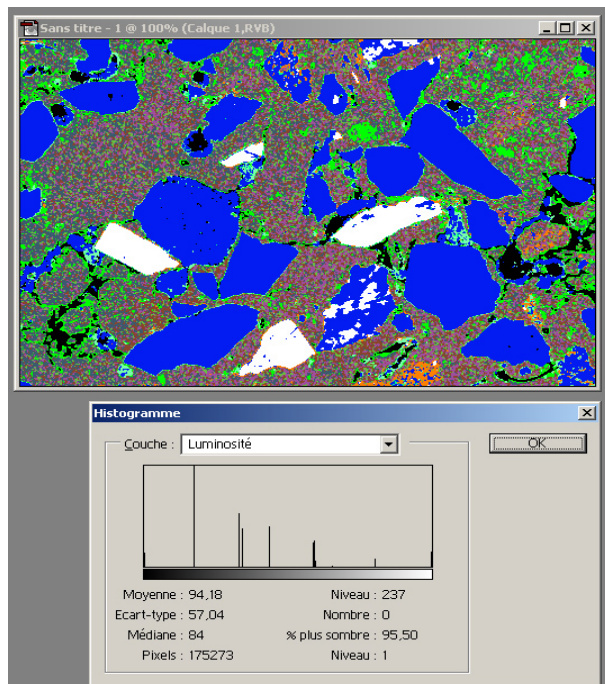 Sans titre - 1 @ 100% (Calque 1,RVB)
Histogramme
Couche : Luminosité
OK
Moyenne : 94,18 Niveau : 237
Ecart-type : 57,04 Nombre : 0
Médiane : 84 % plus sombre : 95,50
Pixels : 175273 Niveau : 1